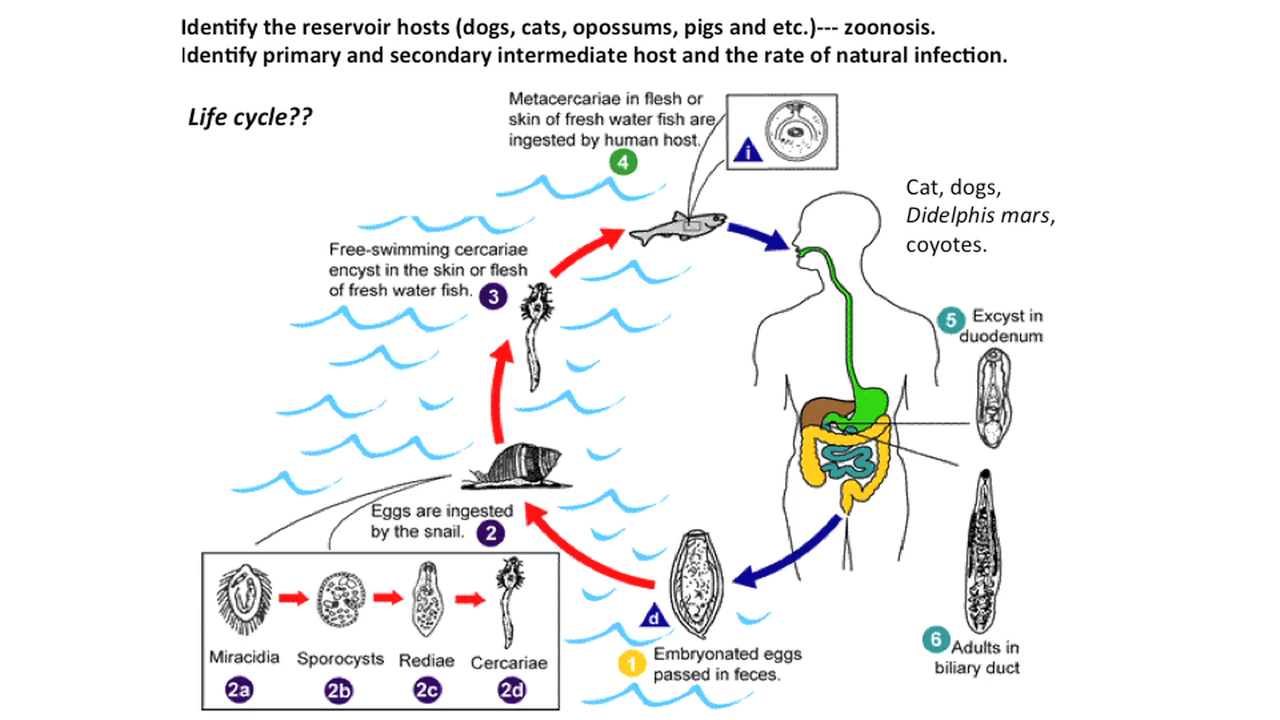 Identify the reservoir hosts (dogs, cats, opossums, pigs and etc.)--- zoonosis.
Identify primary and secondary intermediate host and the rate of natural infection.
Life cycle??
Metacercariae in flesh or
skin of fresh water fish are
ingested by human host.
4
i
Cat, dogs,
Didelphis mars,
coyotes.
Free-swimming cercariae
encyst in the skin or flesh
of fresh water fish.
3
5
Excyst in
duodenum
Eggs are ingested
by the snail.
2
Miracidia
Sporocysts
Rediae
Cercariae
2a
2b
2c
2d
d
1
Embryonated eggs
passed in feces.
6
Adults in
biliary duct